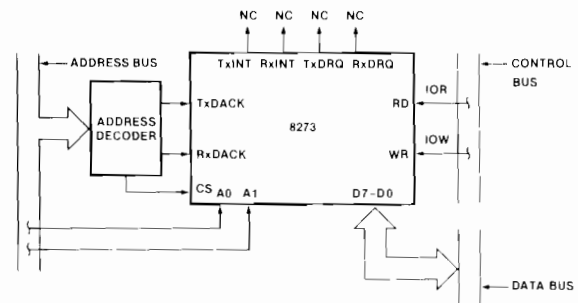 NC NC NC NC
ADDRESS BUS
TxINT RxINT TxDRQ RxDRQ
CONTROL
BUS
ADDRESS
DECODER
TxDACK
RD
IOR
8273
RxDACK
WR
IOW
CS A0 A1
D7-D0
DATA BUS